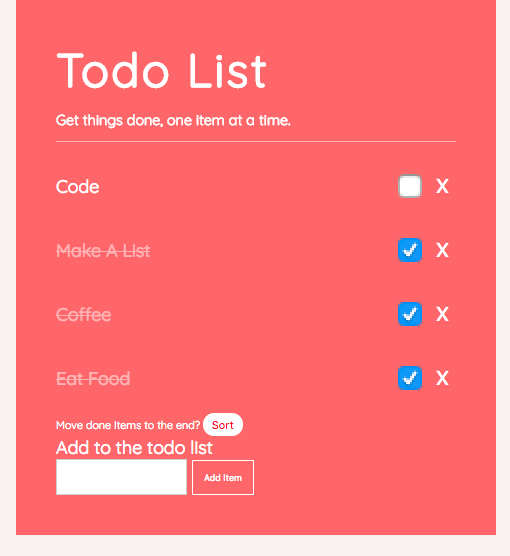 Todo List
Get things done, one item at a time.
Code X
Make A List X
Coffee X
Eat Food X
Move done items to the end? Sort
Add to the todo list
Add Item